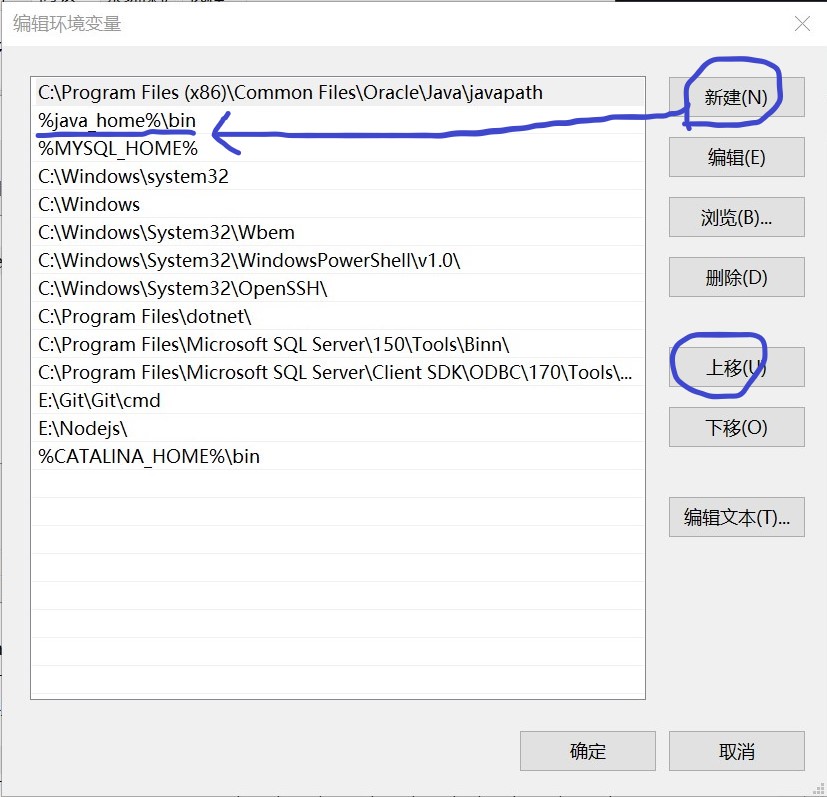 编辑环境变量
C:\Program Files (x86)\Common Files\Oracle\Java\javapath
%java_home%\bin
%MYSQL_HOME%
C:\Windows\system32
C:\Windows
C:\Windows\System32\Wbem
C:\Windows\System32\WindowsPowerShell\v1.0\
C:\Windows\System32\OpenSSH\
C:\Program Files\dotnet\
C:\Program Files\Microsoft SQL Server\150\Tools\Binn\
C:\Program Files\Microsoft SQL Server\Client SDK\ODBC\170\Tools\...
E:\Git\Git\cmd
E:\Nodejs\
%CATALINA_HOME%\bin
新建(N)
编辑(E)
浏览(B)...
删除(D)
上移(U)
下移(O)
编辑文本(T)...
确定
取消